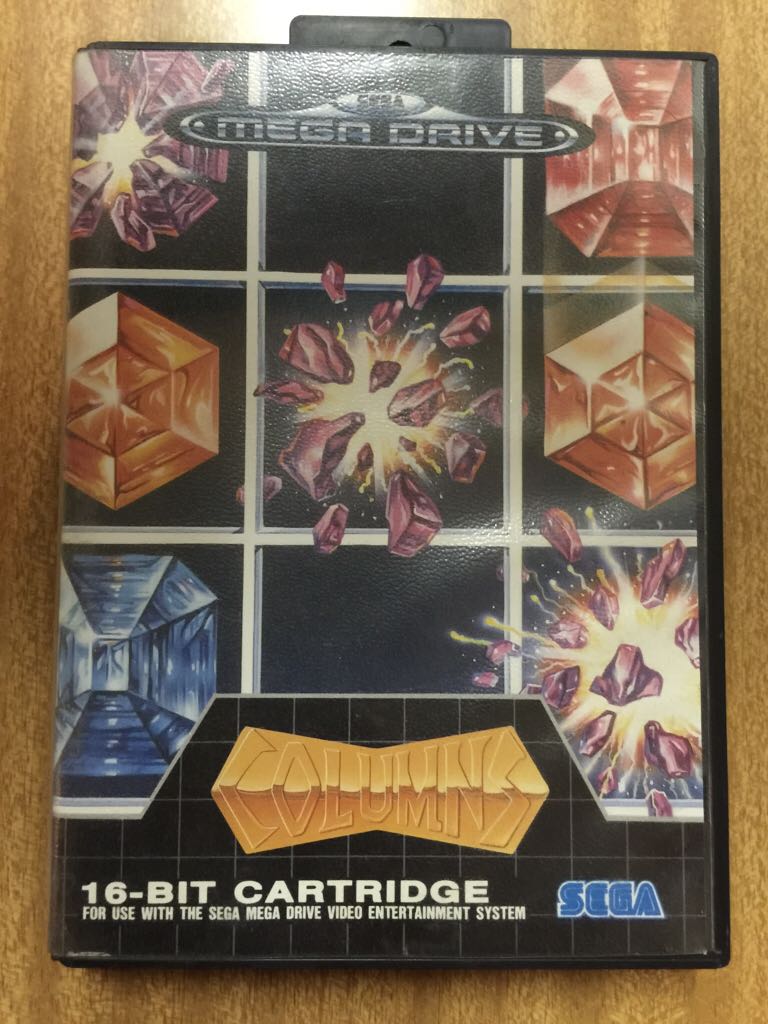 SEGA
MEGA DRIVE
COLUMNS
16-BIT CARTRIDGE
FOR USE WITH THE SEGA MEGA DRIVE VIDEO ENTERTAINMENT SYSTEM
SEGA